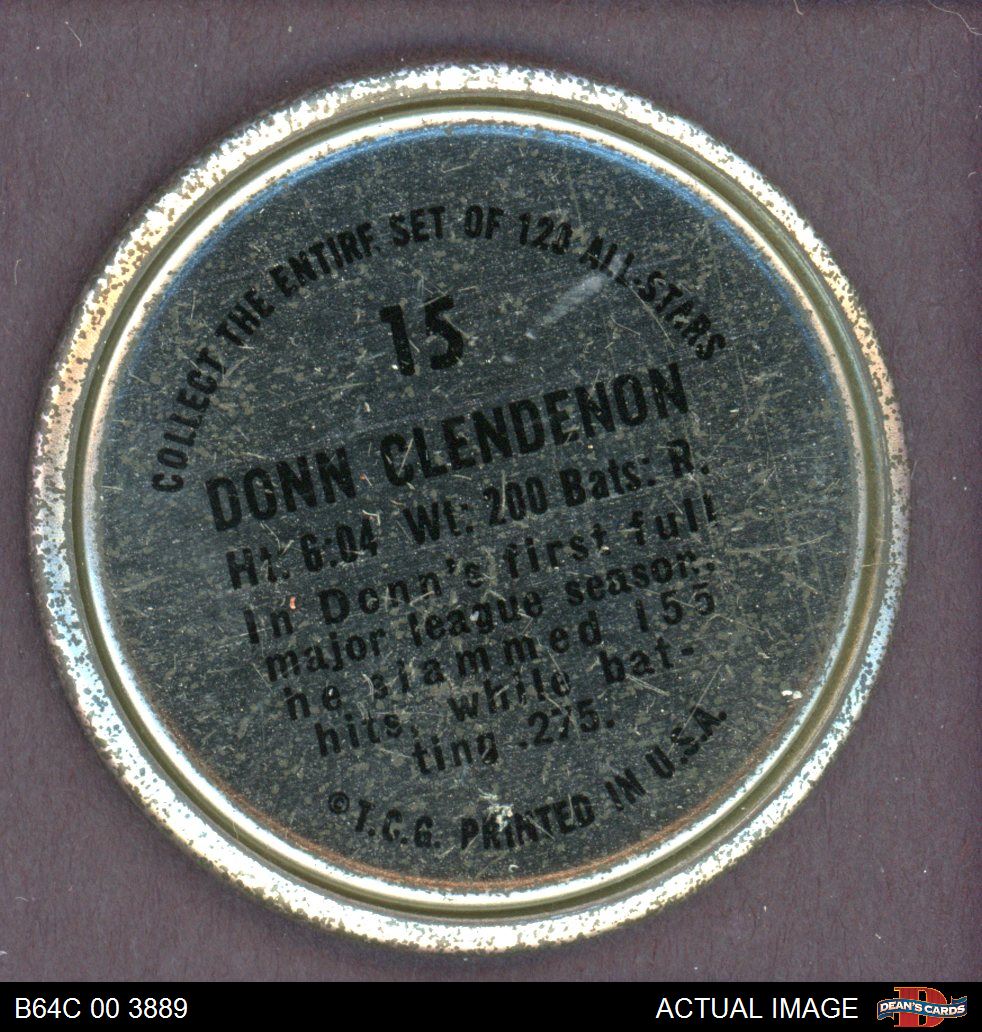 COLLECT THE ENTIRE SET OF 120 ALL-STARS
15
DONN CLENDENON
Ht: 6:04 Wt: 200 Bats: R.
In Donn's first full
major league season,
he slammed 155
hits, while bat-
ting .275.
©T.C.G. PRINTED IN U.S.A.
B64C 00 3889
ACTUAL IMAGE
DEAN'S CARDS